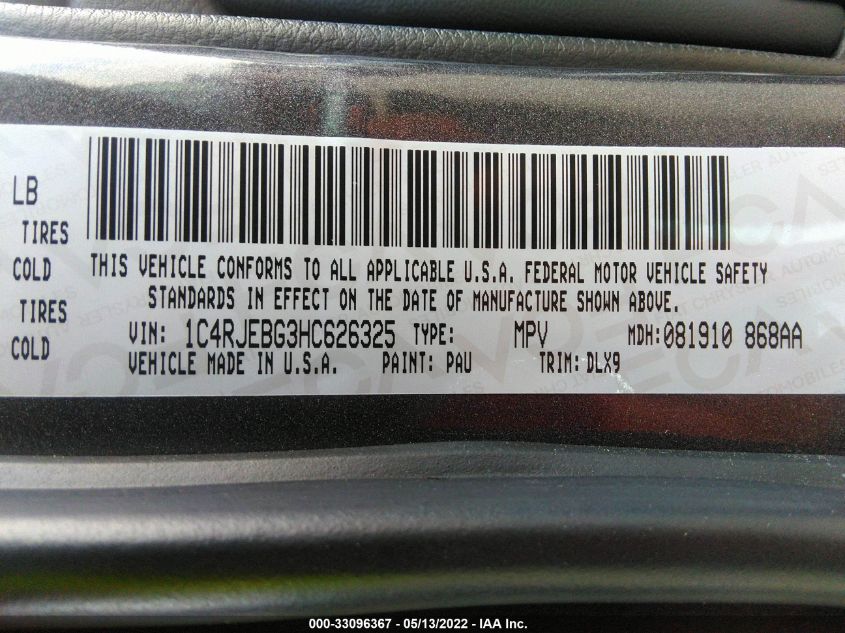 LB
TIRES
COLD
TIRES
COLD
THIS VEHICLE CONFORMS TO ALL APPLICABLE U.S.A. FEDERAL MOTOR VEHICLE SAFETY
STANDARDS IN EFFECT ON THE DATE OF MANUFACTURE SHOWN ABOVE.
VIN: 1C4RJEBG3HC626325 TYPE: MPV MDH:081910 868AA
VEHICLE MADE IN U.S.A. PAINT: PAU TRIM: DLX9
000-33096367 - 05/13/2022 - IAA Inc.